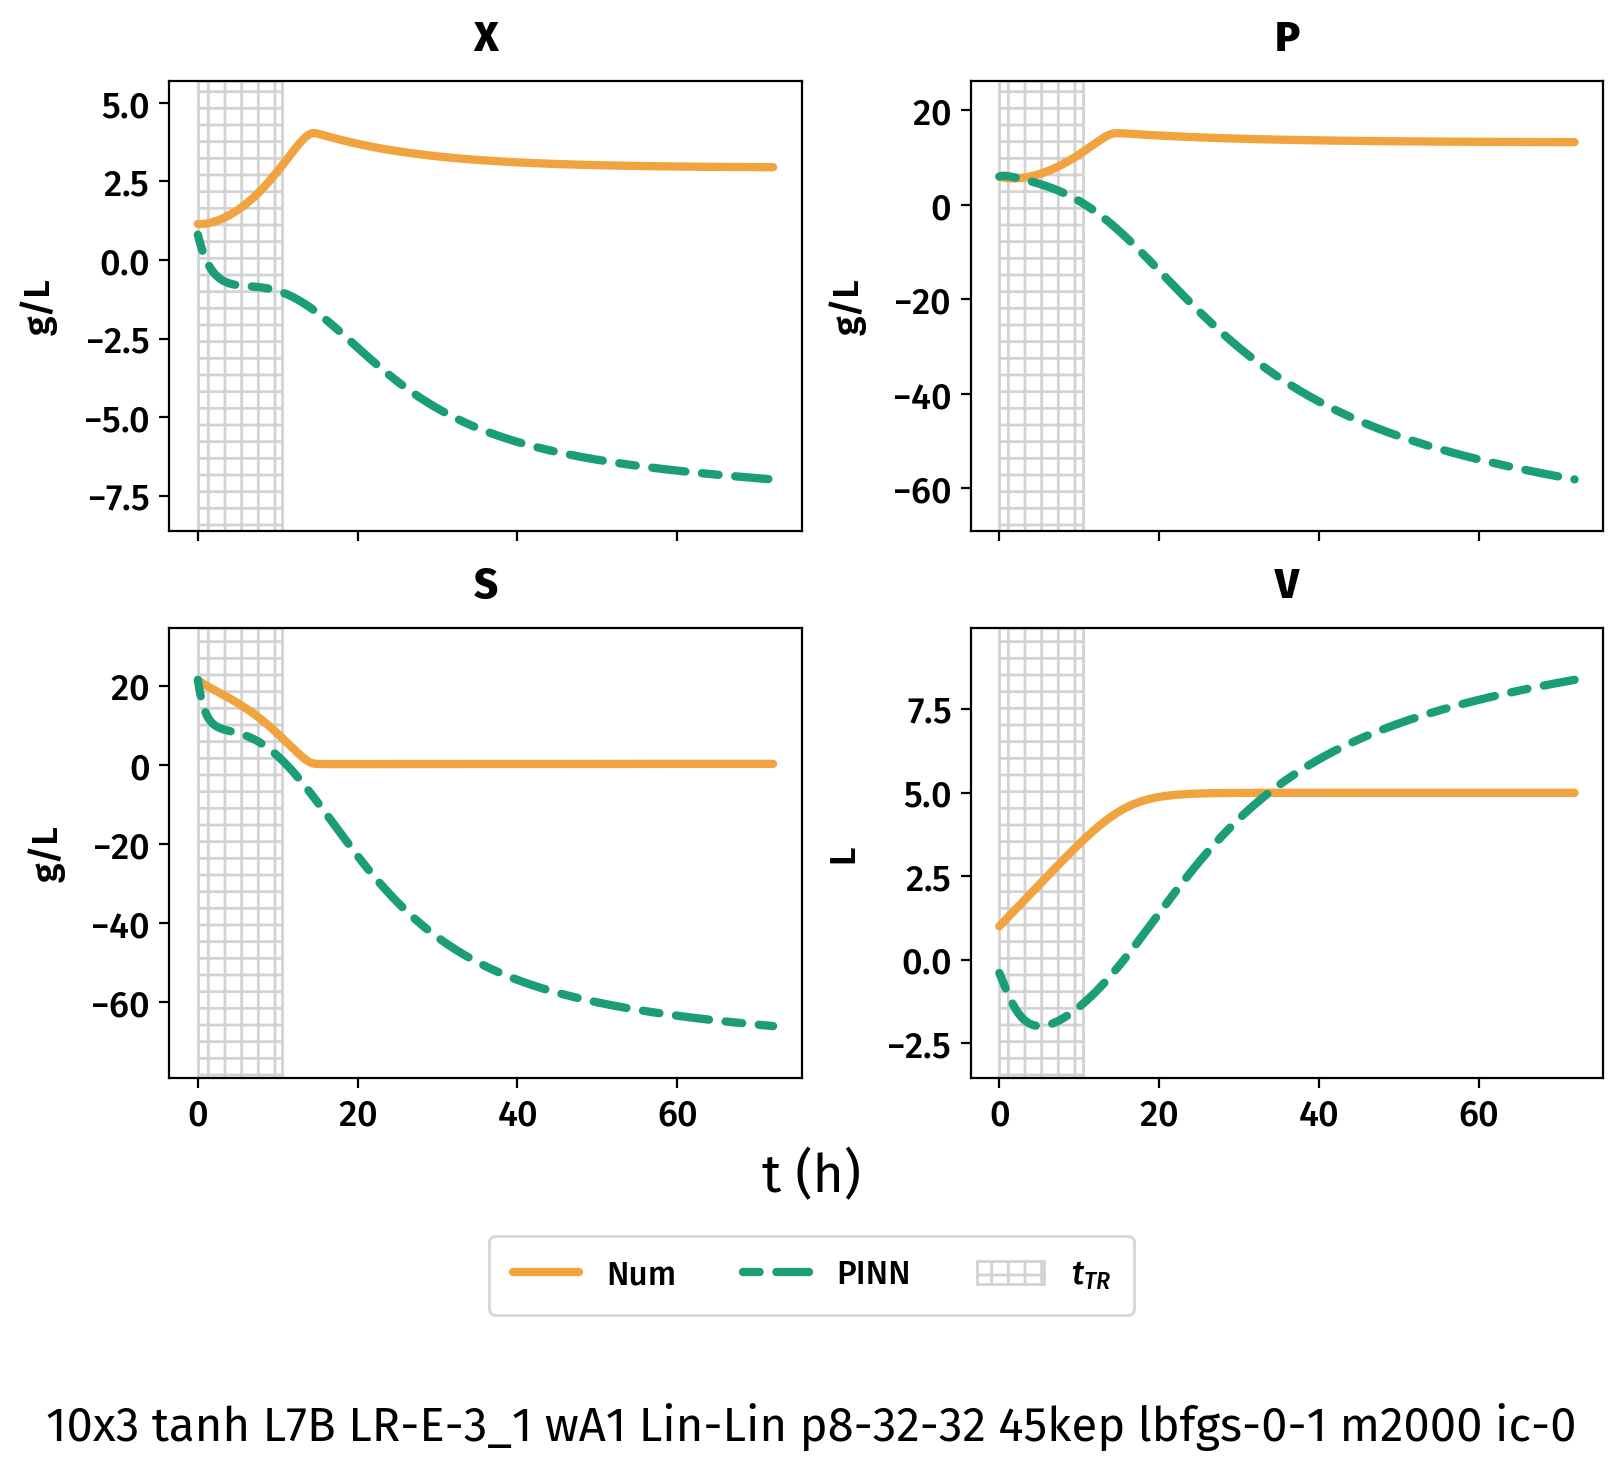 X
P
5.0
2.5
0.0
−2.5
−5.0
−7.5
g/L
20
0
−20
−40
−60
g/L
S
V
20
0
−20
−40
−60
g/L
7.5
5.0
2.5
0.0
−2.5
L
0 20 40 60
0 20 40 60
t (h)
Num PINN t_TR
10x3 tanh L7B LR-E-3_1 wA1 Lin-Lin p8-32-32 45kep lbfgs-0-1 m2000 ic-0